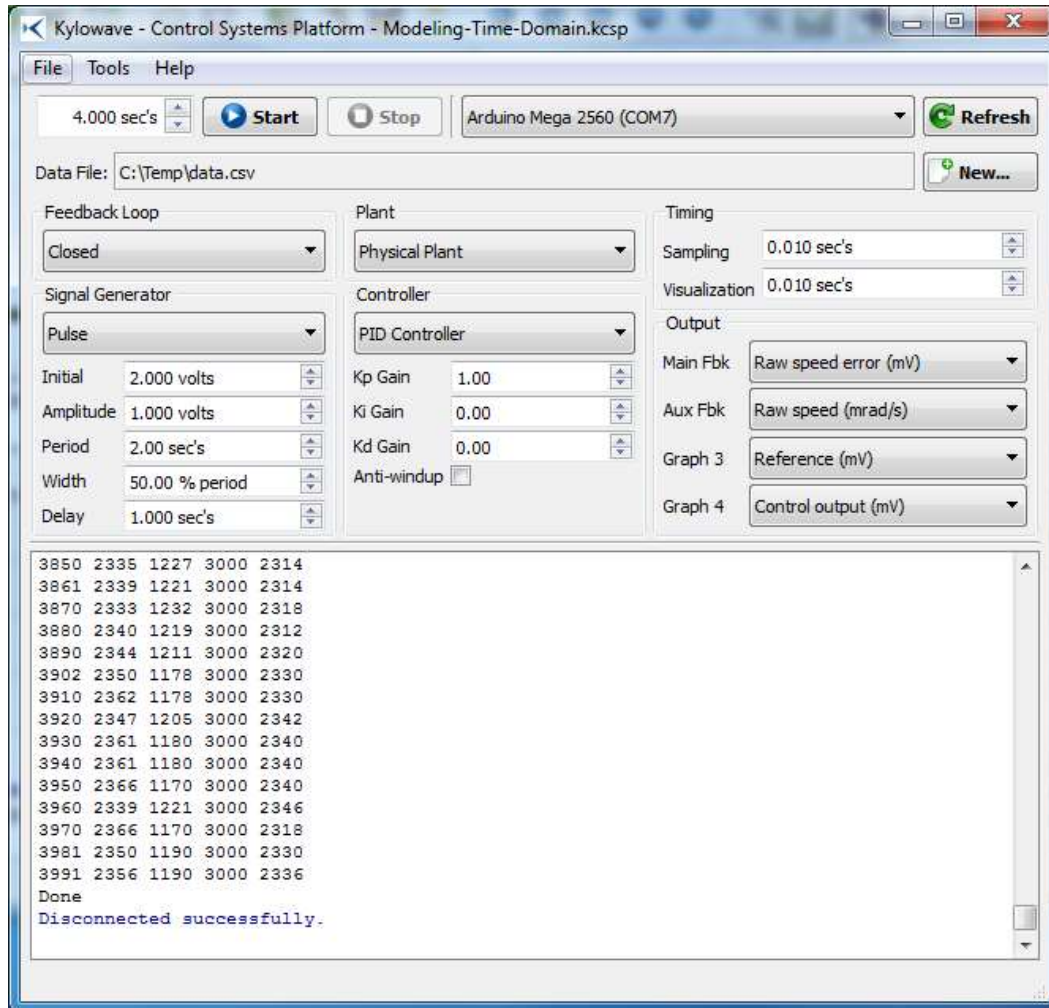 Kylowave - Control Systems Platform - Modeling-Time-Domain.kcsp
File Tools Help
4.000 sec's Start Stop Arduino Mega 2560 (COM7) Refresh
Data File: C:\Temp\data.csv New...
Feedback Loop
Closed
Signal Generator
Pulse
Initial 2.000 volts
Amplitude 1.000 volts
Period 2.00 sec's
Width 50.00 % period
Delay 1.000 sec's
Plant
Physical Plant
Controller
PID Controller
Kp Gain 1.00
Ki Gain 0.00
Kd Gain 0.00
Anti-windup
Timing
Sampling 0.010 sec's
Visualization 0.010 sec's
Output
Main Fbk Raw speed error (mV)
Aux Fbk Raw speed (mrad/s)
Graph 3 Reference (mV)
Graph 4 Control output (mV)
3850 2335 1227 3000 2314
3861 2339 1221 3000 2314
3870 2333 1232 3000 2318
3880 2340 1219 3000 2312
3890 2344 1211 3000 2320
3902 2350 1178 3000 2330
3910 2362 1178 3000 2330
3920 2347 1205 3000 2342
3930 2361 1180 3000 2340
3940 2361 1180 3000 2340
3950 2366 1170 3000 2340
3960 2339 1221 3000 2346
3970 2366 1170 3000 2318
3981 2350 1190 3000 2330
3991 2356 1190 3000 2336
Done
Disconnected successfully.